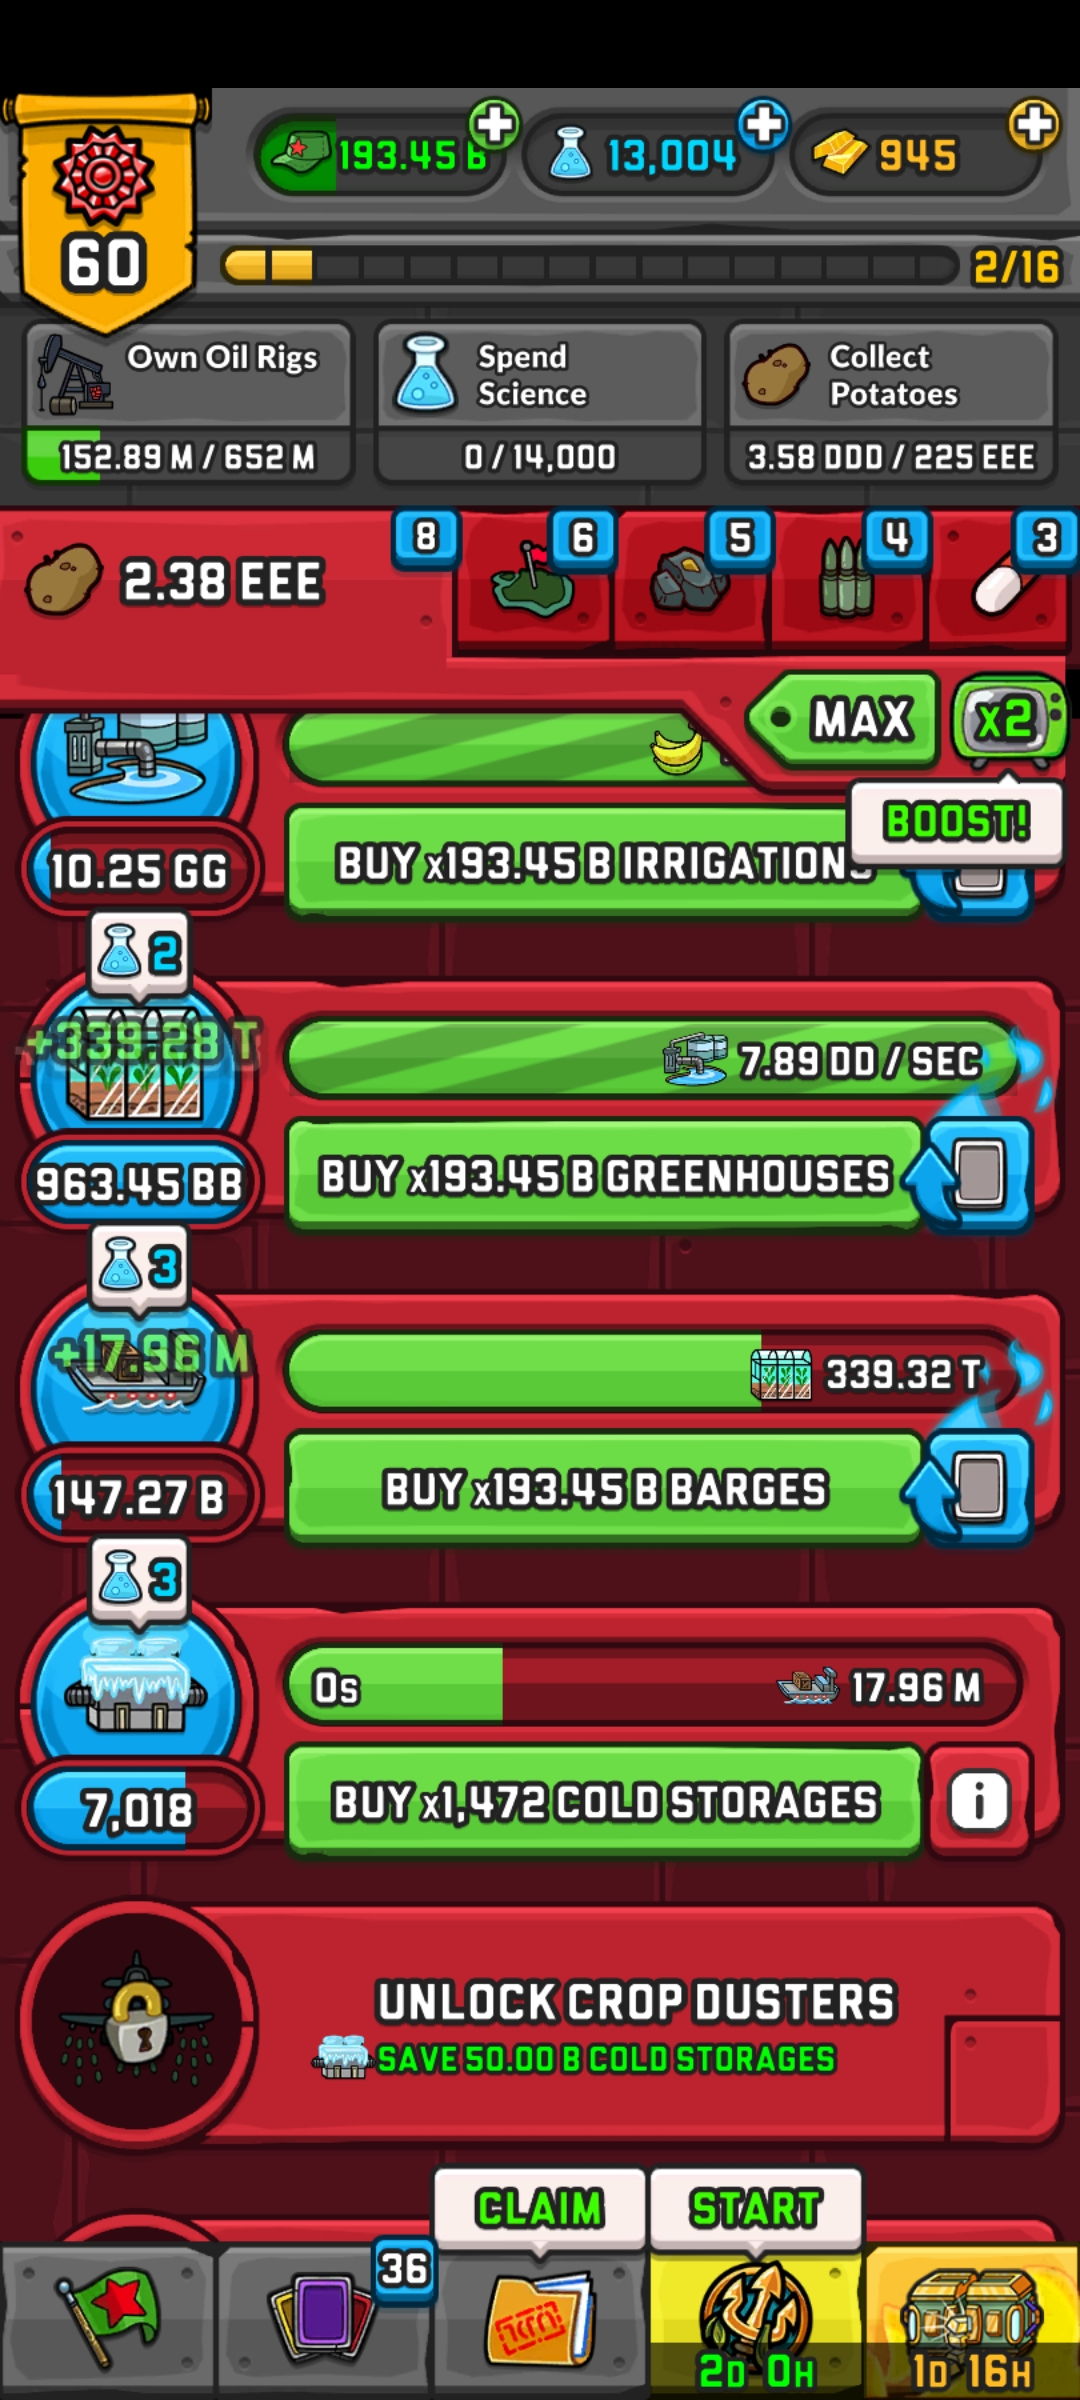 60
193.45 B
13,004
945
2/16
Own Oil Rigs
152.89 M / 652 M
Spend
Science
0 / 14,000
Collect
Potatoes
3.58 DDD / 225 EEE
2.38 EEE
8
6
5
4
3
MAX
x2
BOOST!
10.25 GG
BUY x193.45 B IRRIGATIONS
2
+339.28 T
7.89 DD / SEC
963.45 BB
BUY x193.45 B GREENHOUSES
3
+17.96 M
339.32 T
147.27 B
BUY x193.45 B BARGES
3
0s
17.96 M
7,018
BUY x1,472 COLD STORAGES
i
UNLOCK CROP DUSTERS
SAVE 50.00 B COLD STORAGES
CLAIM
START
36
2D 0H
1D 16H